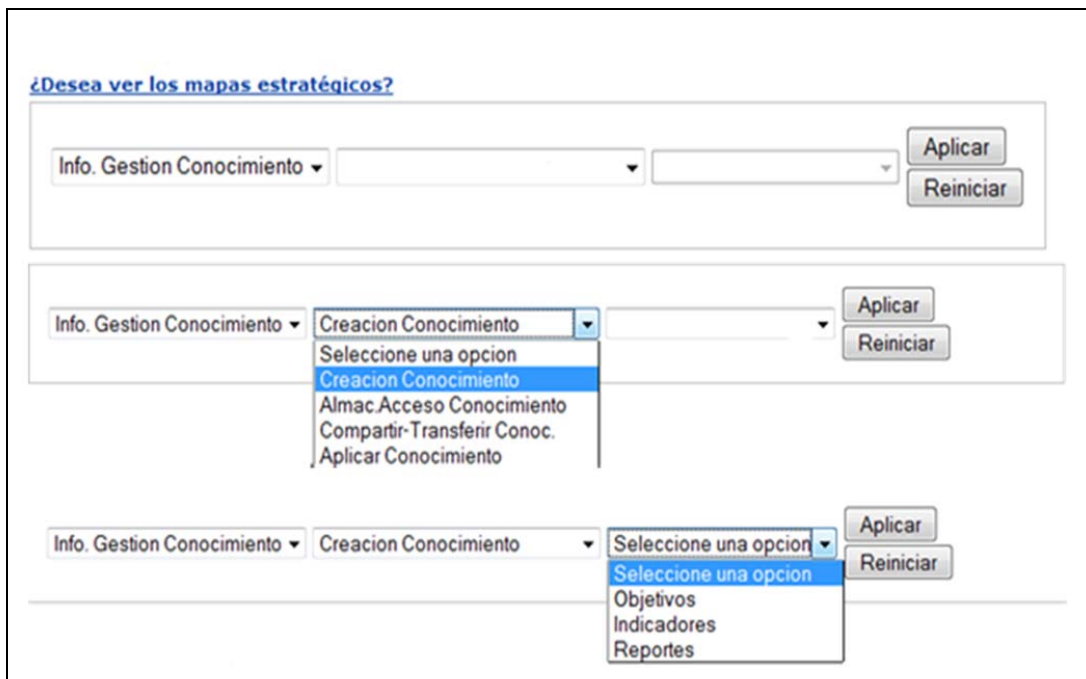 ¿Desea ver los mapas estratégicos?
Info. Gestion Conocimiento
Aplicar
Reiniciar
Info. Gestion Conocimiento Creacion Conocimiento
Aplicar
Reiniciar
Seleccione una opcion
Creacion Conocimiento
Almac.Acceso Conocimiento
Compartir-Transferir Conoc.
Aplicar Conocimiento
Info. Gestion Conocimiento Creacion Conocimiento Seleccione una opcion
Aplicar
Reiniciar
Seleccione una opcion
Objetivos
Indicadores
Reportes